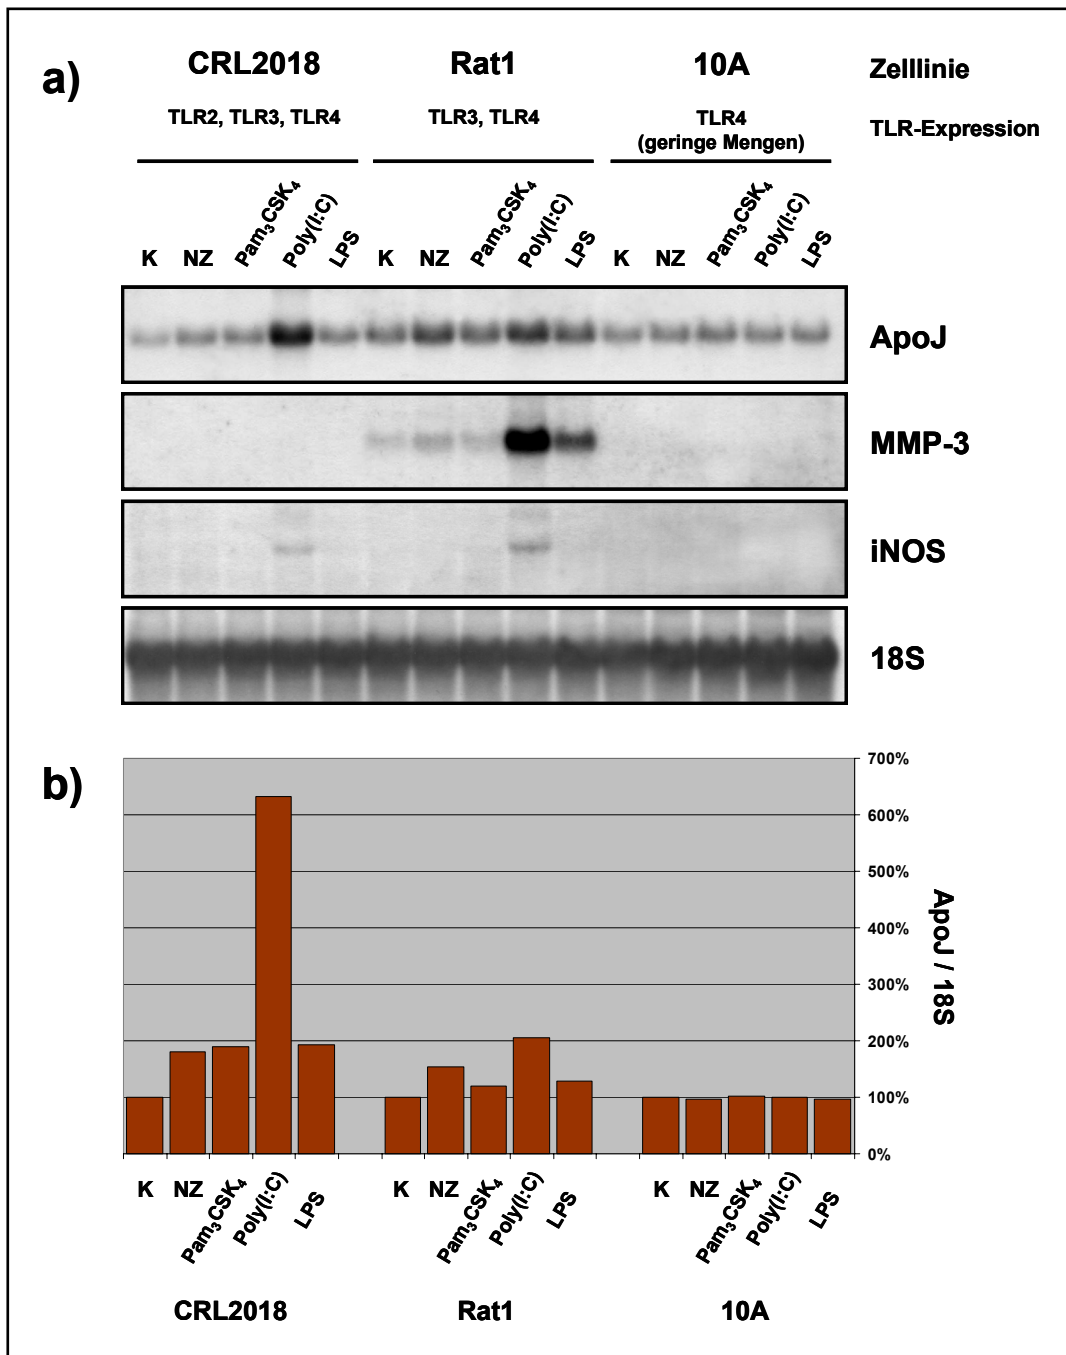 a)
CRL2018 Rat1 10A Zelllinie
TLR2, TLR3, TLR4 TLR3, TLR4 TLR4 TLR-Expression
(geringe Mengen)
K NZ Pam₃CSK₄ Poly(I:C) LPS K NZ Pam₃CSK₄ Poly(I:C) LPS K NZ Pam₃CSK₄ Poly(I:C) LPS
ApoJ
MMP-3
iNOS
18S
b)
700%
600%
500%
400%
300%
200%
100%
0%
ApoJ / 18S
K NZ Pam₃CSK₄ Poly(I:C) LPS K NZ Pam₃CSK₄ Poly(I:C) LPS K NZ Pam₃CSK₄ Poly(I:C) LPS
CRL2018 Rat1 10A